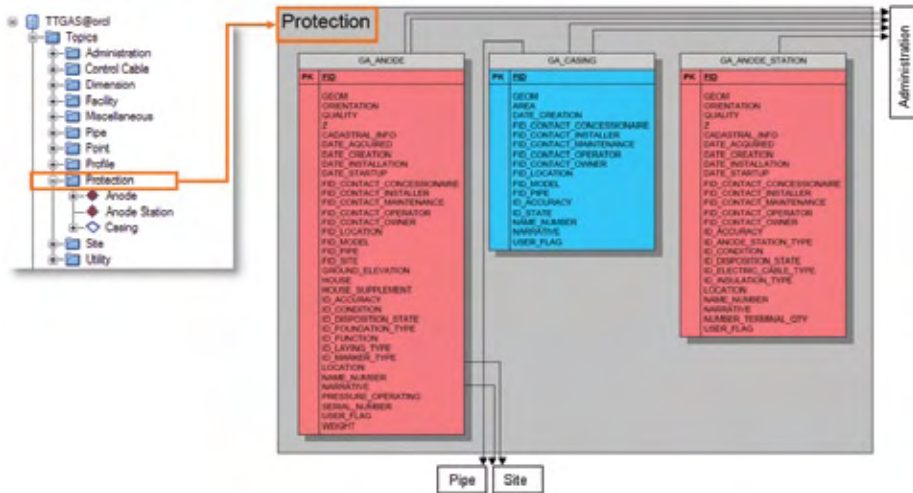 TTGAS@orcl
Topics
Administration
Control Cable
Dimension
Facility
Miscellaneous
Pipe
Point
Profile
Protection
Anode
Anode Station
Casing
Site
Utility
Protection
GA_ANODE
PK FID
GEOM
ORIENTATION
QUALITY
Z
CADASTRAL_INFO
DATE_ACQUIRED
DATE_CREATION
DATE_INSTALLATION
DATE_STARTUP
FID_CONTACT_CONCESSIONAIRE
FID_CONTACT_INSTALLER
FID_CONTACT_MAINTENANCE
FID_CONTACT_OPERATOR
FID_CONTACT_OWNER
FID_LOCATION
FID_MODEL
FID_PIPE
FID_SITE
GROUND_ELEVATION
HOUSE
HOUSE_SUPPLEMENT
ID_ACCURACY
ID_CONDITION
ID_DISPOSITION_STATE
ID_FOUNDATION_TYPE
ID_FUNCTION
ID_LAYING_TYPE
ID_MARKER_TYPE
LOCATION
NAME_NUMBER
NARRATIVE
PRESSURE_OPERATING
SERIAL_NUMBER
USER_FLAG
WEIGHT
GA_CASING
PK FID
GEOM
AREA
DATE_CREATION
FID_CONTACT_CONCESSIONAIRE
FID_CONTACT_INSTALLER
FID_CONTACT_MAINTENANCE
FID_CONTACT_OPERATOR
FID_CONTACT_OWNER
FID_LOCATION
FID_MODEL
FID_PIPE
ID_ACCURACY
ID_STATE
NAME_NUMBER
NARRATIVE
USER_FLAG
GA_ANODE_STATION
PK FID
GEOM
ORIENTATION
QUALITY
Z
CADASTRAL_INFO
DATE_ACQUIRED
DATE_CREATION
DATE_INSTALLATION
DATE_STARTUP
FID_CONTACT_CONCESSIONAIRE
FID_CONTACT_INSTALLER
FID_CONTACT_MAINTENANCE
FID_CONTACT_OPERATOR
FID_CONTACT_OWNER
ID_ACCURACY
ID_ANODE_STATION_TYPE
ID_CONDITION
ID_DISPOSITION_STATE
ID_ELECTRIC_CABLE_TYPE
ID_INSULATION_TYPE
LOCATION
NAME_NUMBER
NARRATIVE
NUMBER_TERMINAL_QTY
USER_FLAG
Administration
Pipe
Site